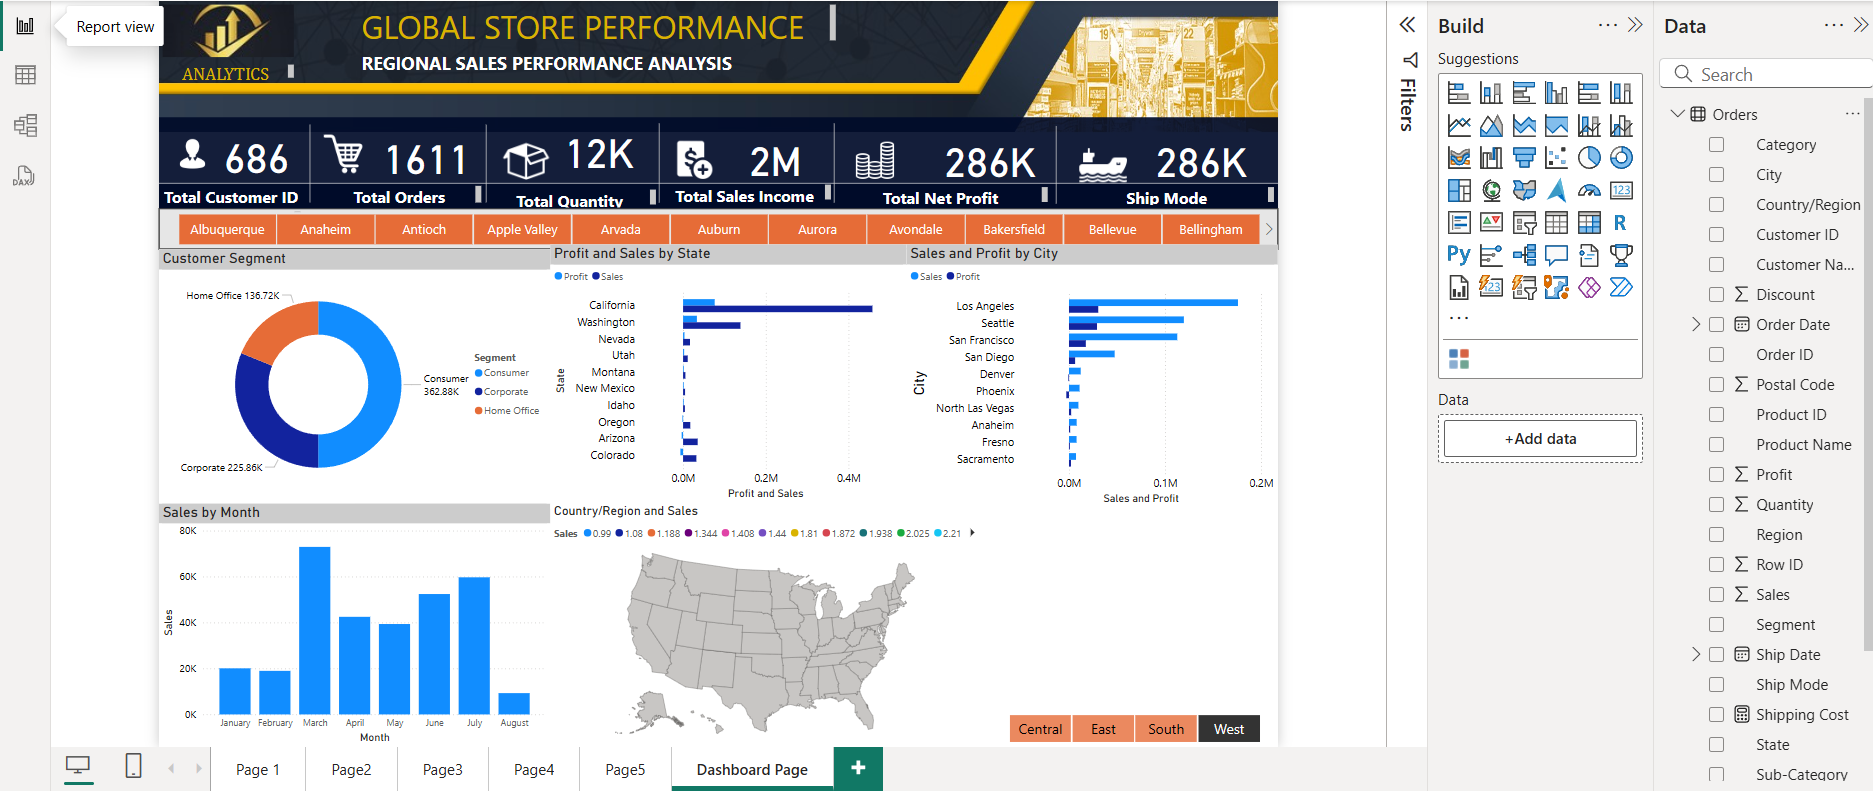 Report view
ANALYTICS
GLOBAL STORE PERFORMANCE
REGIONAL SALES PERFORMANCE ANALYSIS
686
Total Customer ID
1611
Total Orders
12K
Total Quantity
2M
Total Sales Income
286K
Total Net Profit
286K
Ship Mode
Albuquerque Anaheim Antioch Apple Valley Arvada Auburn Aurora Avondale Bakersfield Bellevue Bellingham
Customer Segment
Home Office 136.72K
Consumer
362.88K
Corporate 225.86K
Segment
Consumer
Corporate
Home Office
Profit and Sales by State
Profit Sales
State
California
Washington
Nevada
Utah
Montana
New Mexico
Idaho
Oregon
Arizona
Colorado
0.0M 0.2M 0.4M
Profit and Sales
Sales and Profit by City
Sales Profit
City
Los Angeles
Seattle
San Francisco
San Diego
Denver
Phoenix
North Las Vegas
Anaheim
Fresno
Sacramento
0.0M 0.1M 0.2M
Sales and Profit
Sales by Month
Sales
80K
60K
40K
20K
0K
January February March April May June July August
Month
Country/Region and Sales
Sales 0.99 1.08 1.188 1.344 1.408 1.44 1.81 1.872 1.938 2.025 2.21
Central East South West
Page 1 Page2 Page3 Page4 Page5 Dashboard Page +
Filters
Build
Suggestions
123
R
Py
123
...
Data
+Add data
Data
Search
Orders
Category
City
Country/Region
Customer ID
Customer Na...
Discount
Order Date
Order ID
Postal Code
Product ID
Product Name
Profit
Quantity
Region
Row ID
Sales
Segment
Ship Date
Ship Mode
Shipping Cost
State
Sub-Category
DAX